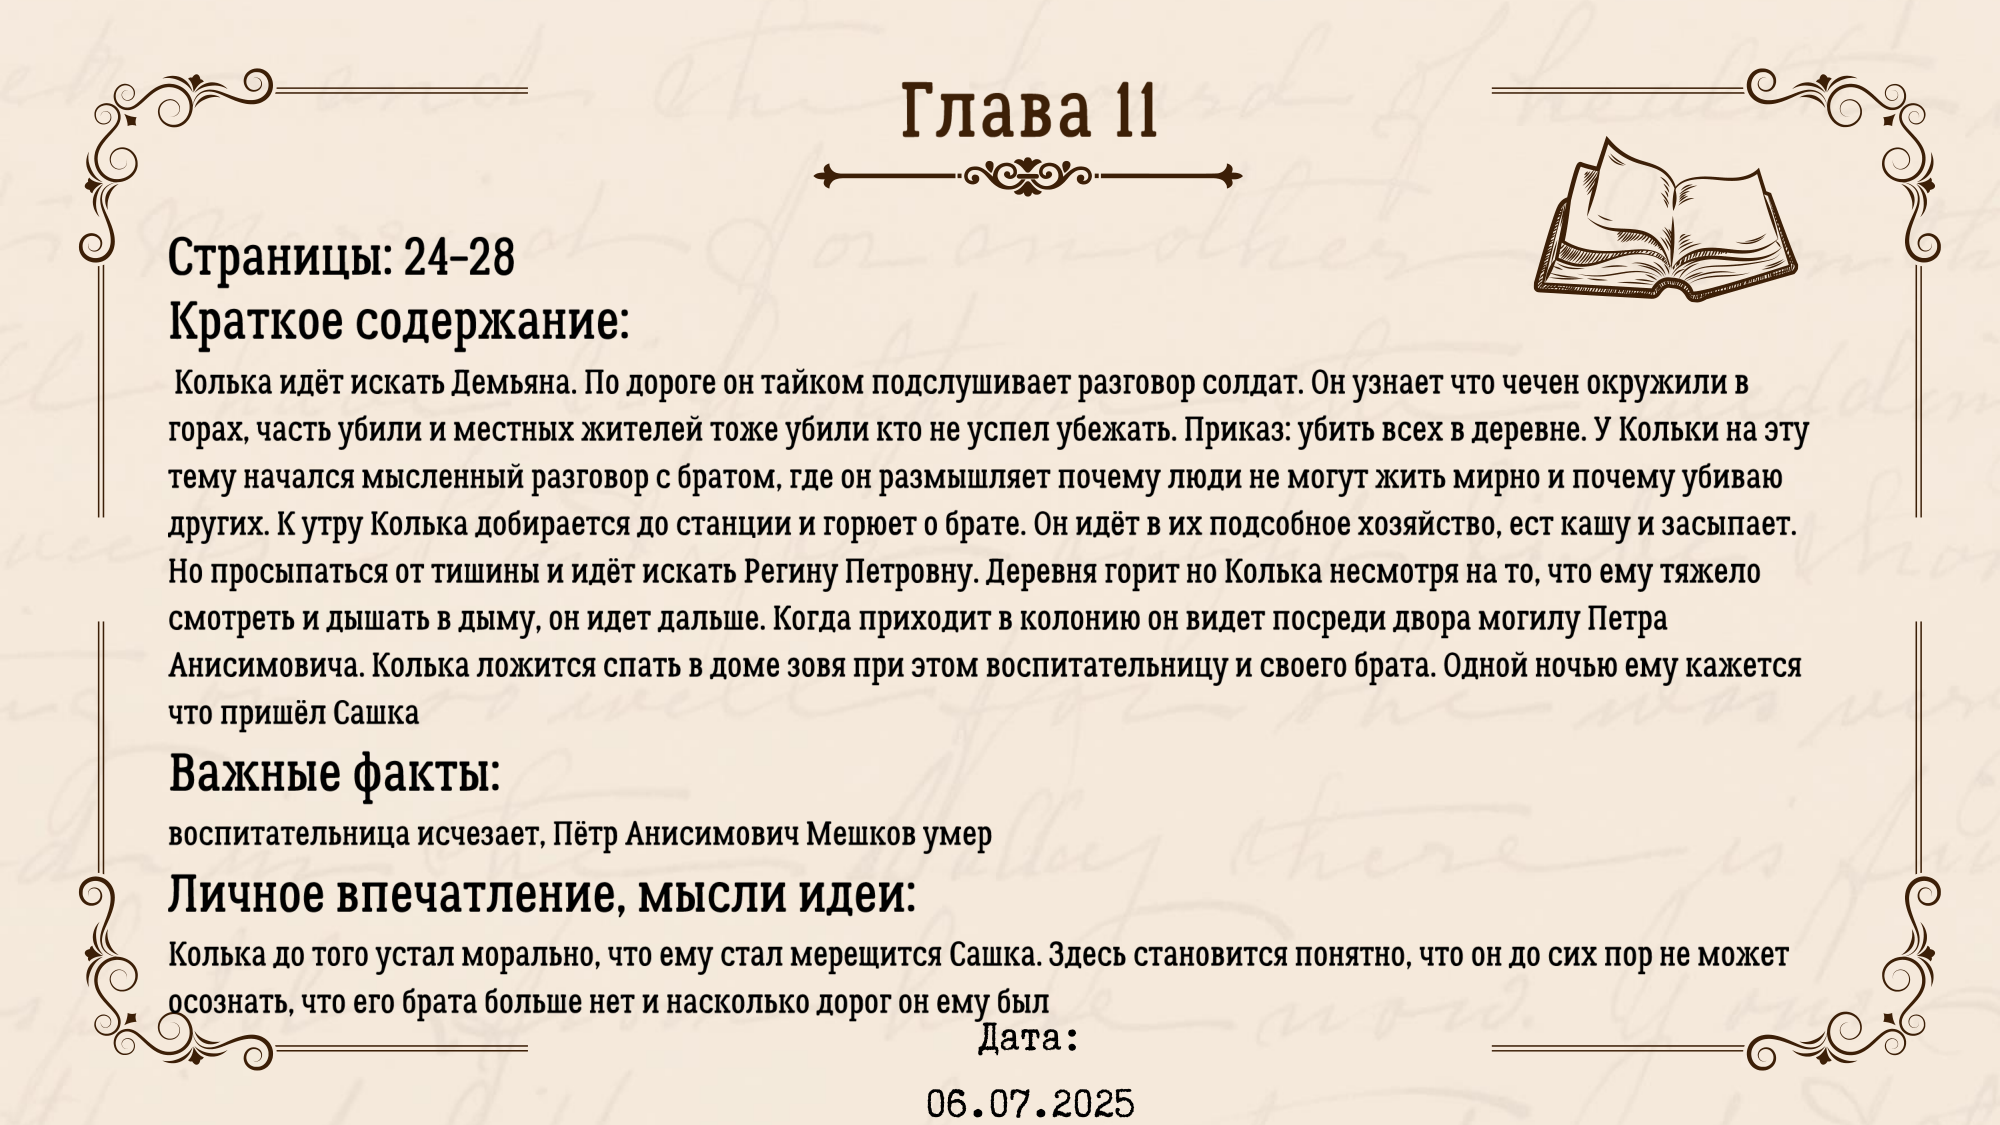 Глава 11
Страницы: 24–28
Краткое содержание:
Колька идёт искать Демьяна. По дороге он тайком подслушивает разговор солдат. Он узнает что чечен окружили в
горах, часть убили и местных жителей тоже убили кто не успел убежать. Приказ: убить всех в деревне. У Кольки на эту
тему начался мысленный разговор с братом, где он размышляет почему люди не могут жить мирно и почему убиваю
других. К утру Колька добирается до станции и горюет о брате. Он идёт в их подсобное хозяйство, ест кашу и засыпает.
Но просыпаться от тишины и идёт искать Регину Петровну. Деревня горит но Колька несмотря на то, что ему тяжело
смотреть и дышать в дыму, он идет дальше. Когда приходит в колонию он видет посреди двора могилу Петра
Анисимовича. Колька ложится спать в доме зовя при этом воспитательницу и своего брата. Одной ночью ему кажется
что пришёл Сашка
Важные факты:
воспитательница исчезает, Пётр Анисимович Мешков умер
Личное впечатление, мысли идеи:
Колька до того устал морально, что ему стал мерещится Сашка. Здесь становится понятно, что он до сих пор не может
осознать, что его брата больше нет и насколько дорог он ему был
Дата:
06.07.2025